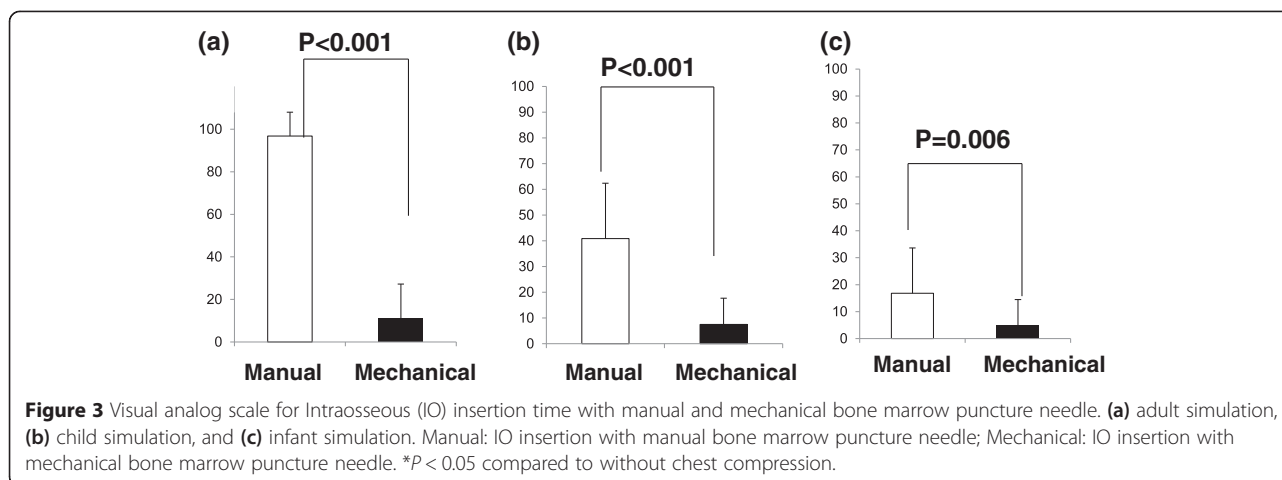 (a)
P<0.001
100
80
60
40
20
0
Manual Mechanical
(b)
P<0.001
100
90
80
70
60
50
40
30
20
10
0
Manual Mechanical
(c)
100
90
80
70
60
50
40
30
20
10
0
P=0.006
Manual Mechanical
Figure 3 Visual analog scale for Intraosseous (IO) insertion time with manual and mechanical bone marrow puncture needle. (a) adult simulation,
(b) child simulation, and (c) infant simulation. Manual: IO insertion with manual bone marrow puncture needle; Mechanical: IO insertion with
mechanical bone marrow puncture needle. *P < 0.05 compared to without chest compression.